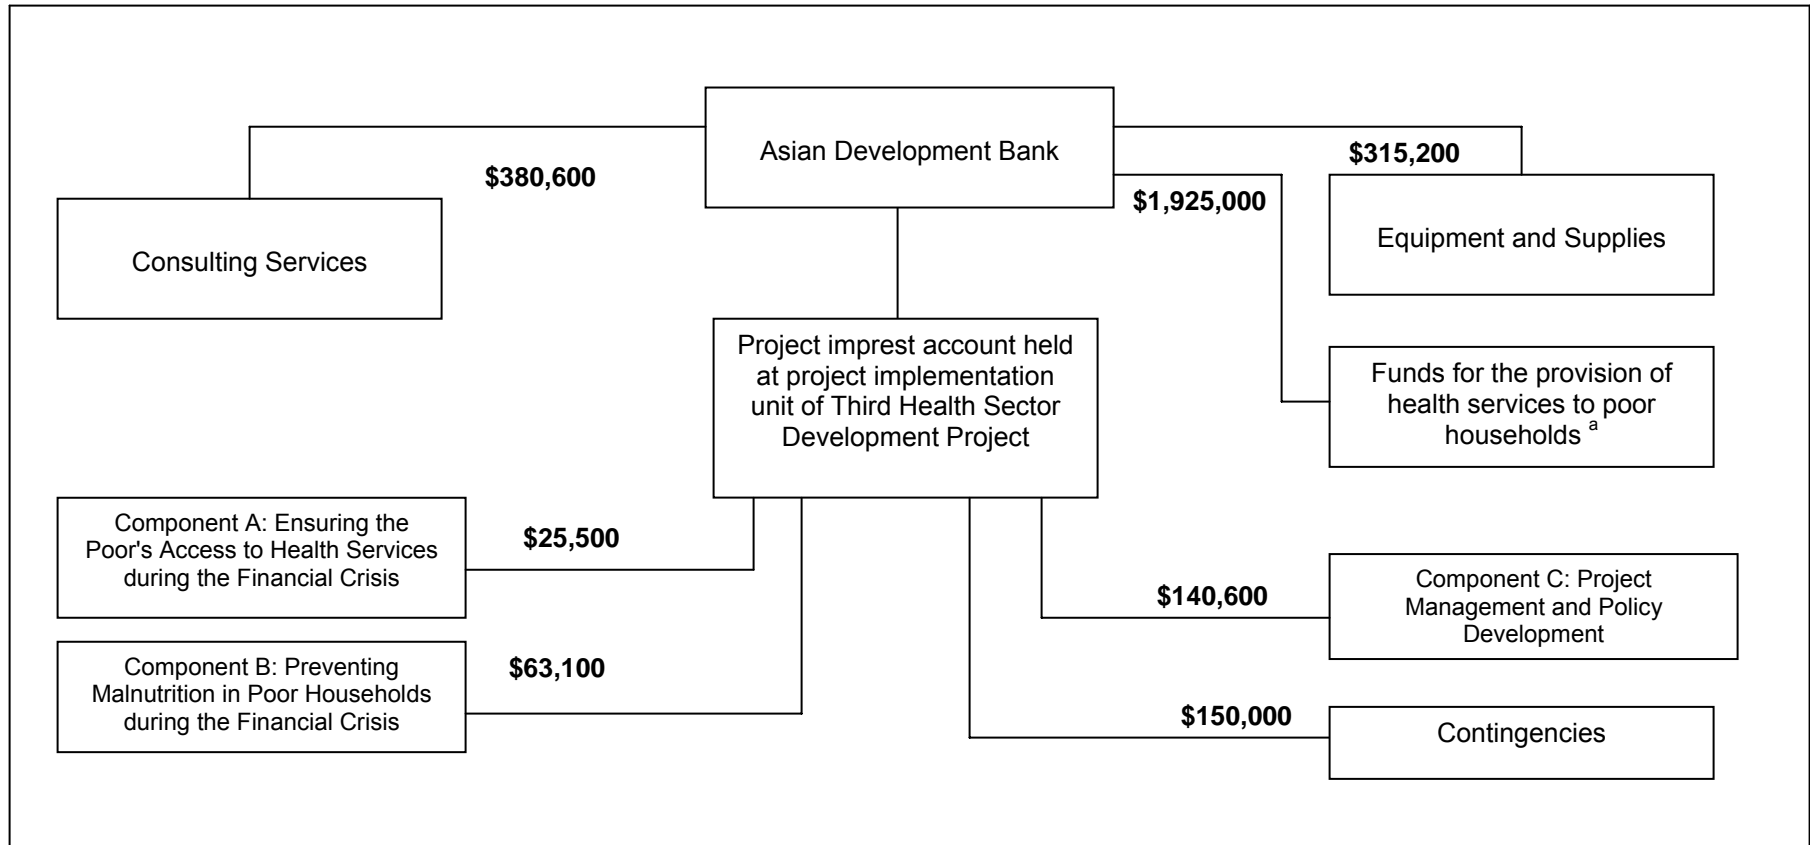 Asian Development Bank
$380,600
$315,200
$1,925,000
Consulting Services
Equipment and Supplies
Project imprest account held
at project implementation
unit of Third Health Sector
Development Project
Funds for the provision of
health services to poor
households a
Component A: Ensuring the
Poor's Access to Health Services
during the Financial Crisis
$25,500
Component B: Preventing
Malnutrition in Poor Households
during the Financial Crisis
$63,100
$140,600
Component C: Project
Management and Policy
Development
$150,000
Contingencies